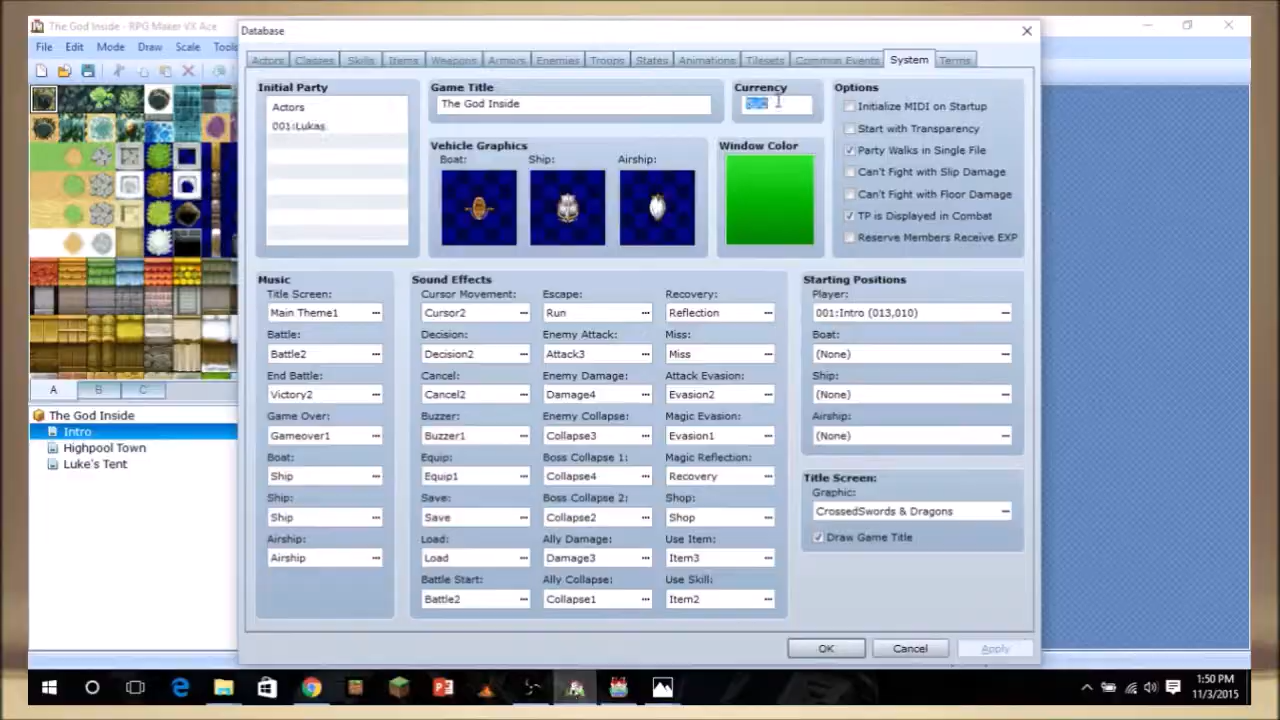 The God Inside - RPG Maker VX Ace
File Edit Mode Draw Scale Tools
Database
Actors Classes Skills Items Weapons Armors Enemies Troops States Animations Tilesets Common Events System Terms
Initial Party
Actors
001:Lukas
Game Title
The God Inside
Currency
Vehicle Graphics
Boat: Ship: Airship:
Window Color
Options
Initialize MIDI on Startup
Start with Transparency
Party Walks in Single File
Can't Fight with Slip Damage
Can't Fight with Floor Damage
TP is Displayed in Combat
Reserve Members Receive EXP
Music
Title Screen:
Main Theme1
Battle:
Battle2
End Battle:
Victory2
Game Over:
Gameover1
Boat:
Ship
Ship:
Ship
Airship:
Airship
Sound Effects
Cursor Movement: Escape: Recovery:
Cursor2 Run Reflection
Decision: Enemy Attack: Miss:
Decision2 Attack3 Miss
Cancel: Enemy Damage: Attack Evasion:
Cancel2 Damage4 Evasion2
Buzzer: Enemy Collapse: Magic Evasion:
Buzzer1 Collapse3 Evasion1
Equip: Boss Collapse 1: Magic Reflection:
Equip1 Collapse4 Recovery
Save: Boss Collapse 2: Shop:
Save Collapse2 Shop
Load: Ally Damage: Use Item:
Load Damage3 Item3
Battle Start: Ally Collapse: Use Skill:
Battle2 Collapse1 Item2
Starting Positions
Player:
001:Intro (013,010)
Boat:
(None)
Ship:
(None)
Airship:
(None)
Title Screen:
Graphic:
CrossedSwords & Dragons
Draw Game Title
A B C
The God Inside
Intro
Highpool Town
Luke's Tent
OK Cancel Apply
1:50 PM
11/3/2015